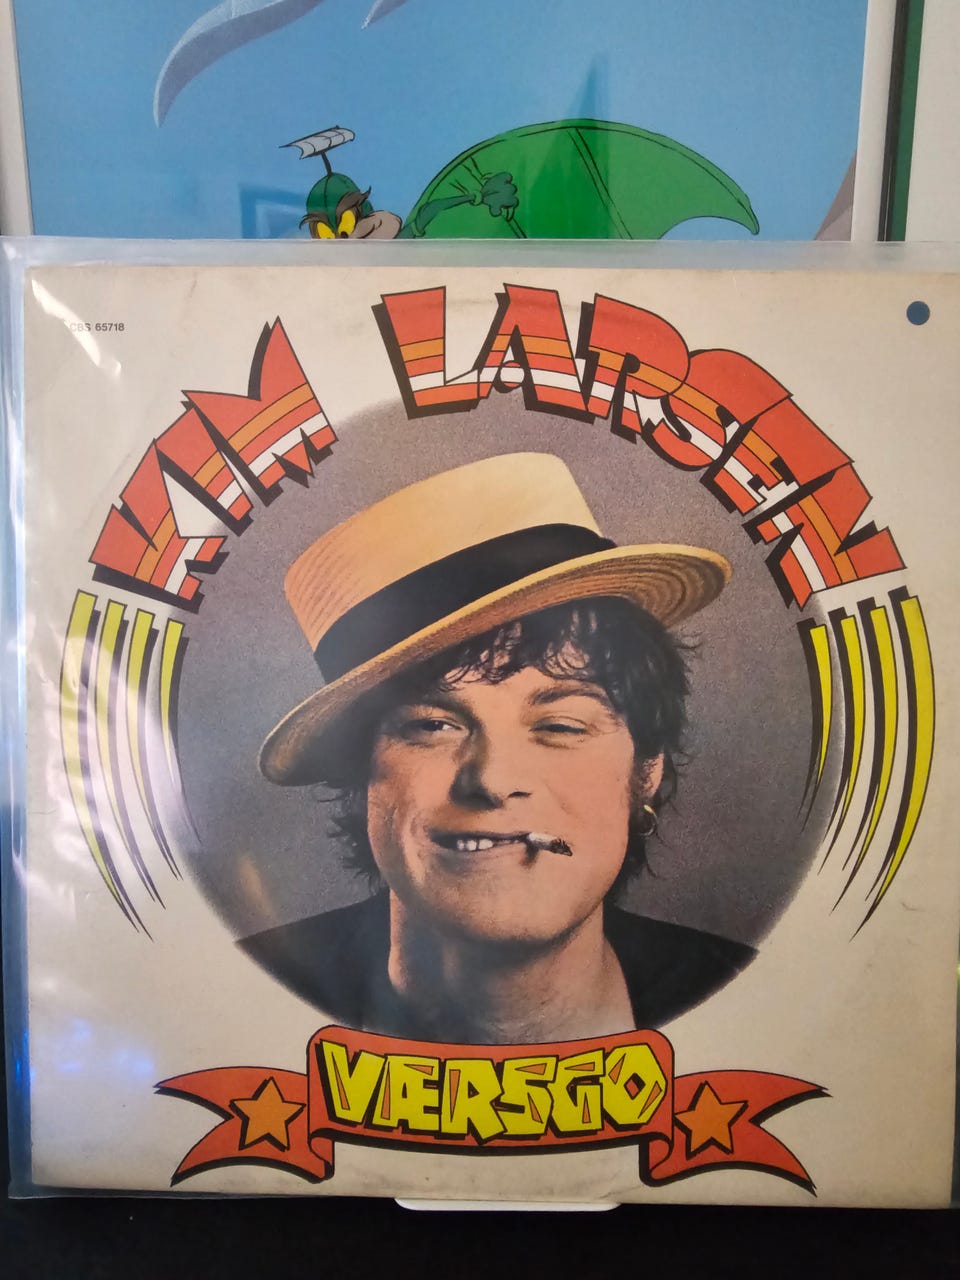 CBS 65718
KIM LARSEN
VÆRSGO